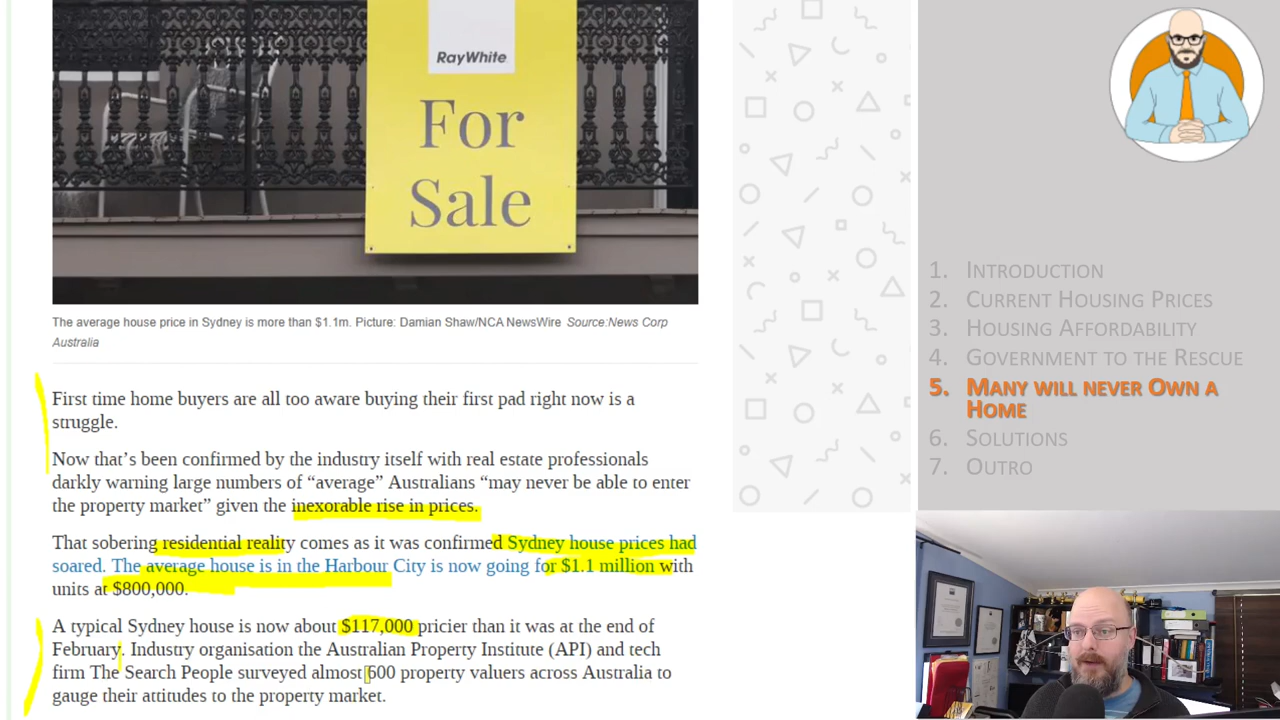 RayWhite
For
Sale
The average house price in Sydney is more than $1.1m. Picture: Damian Shaw/NCA NewsWire Source:News Corp
Australia
First time home buyers are all too aware buying their first pad right now is a
struggle.
Now that’s been confirmed by the industry itself with real estate professionals
darkly warning large numbers of “average” Australians “may never be able to enter
the property market” given the inexorable rise in prices.
That sobering residential reality comes as it was confirmed Sydney house prices had
soared. The average house is in the Harbour City is now going for $1.1 million with
units at $800,000.
A typical Sydney house is now about $117,000 pricier than it was at the end of
February. Industry organisation the Australian Property Institute (API) and tech
firm The Search People surveyed almost 600 property valuers across Australia to
gauge their attitudes to the property market.
1. INTRODUCTION
2. CURRENT HOUSING PRICES
3. HOUSING AFFORDABILITY
4. GOVERNMENT TO THE RESCUE
5. MANY WILL NEVER OWN A
HOME
6. SOLUTIONS
7. OUTRO